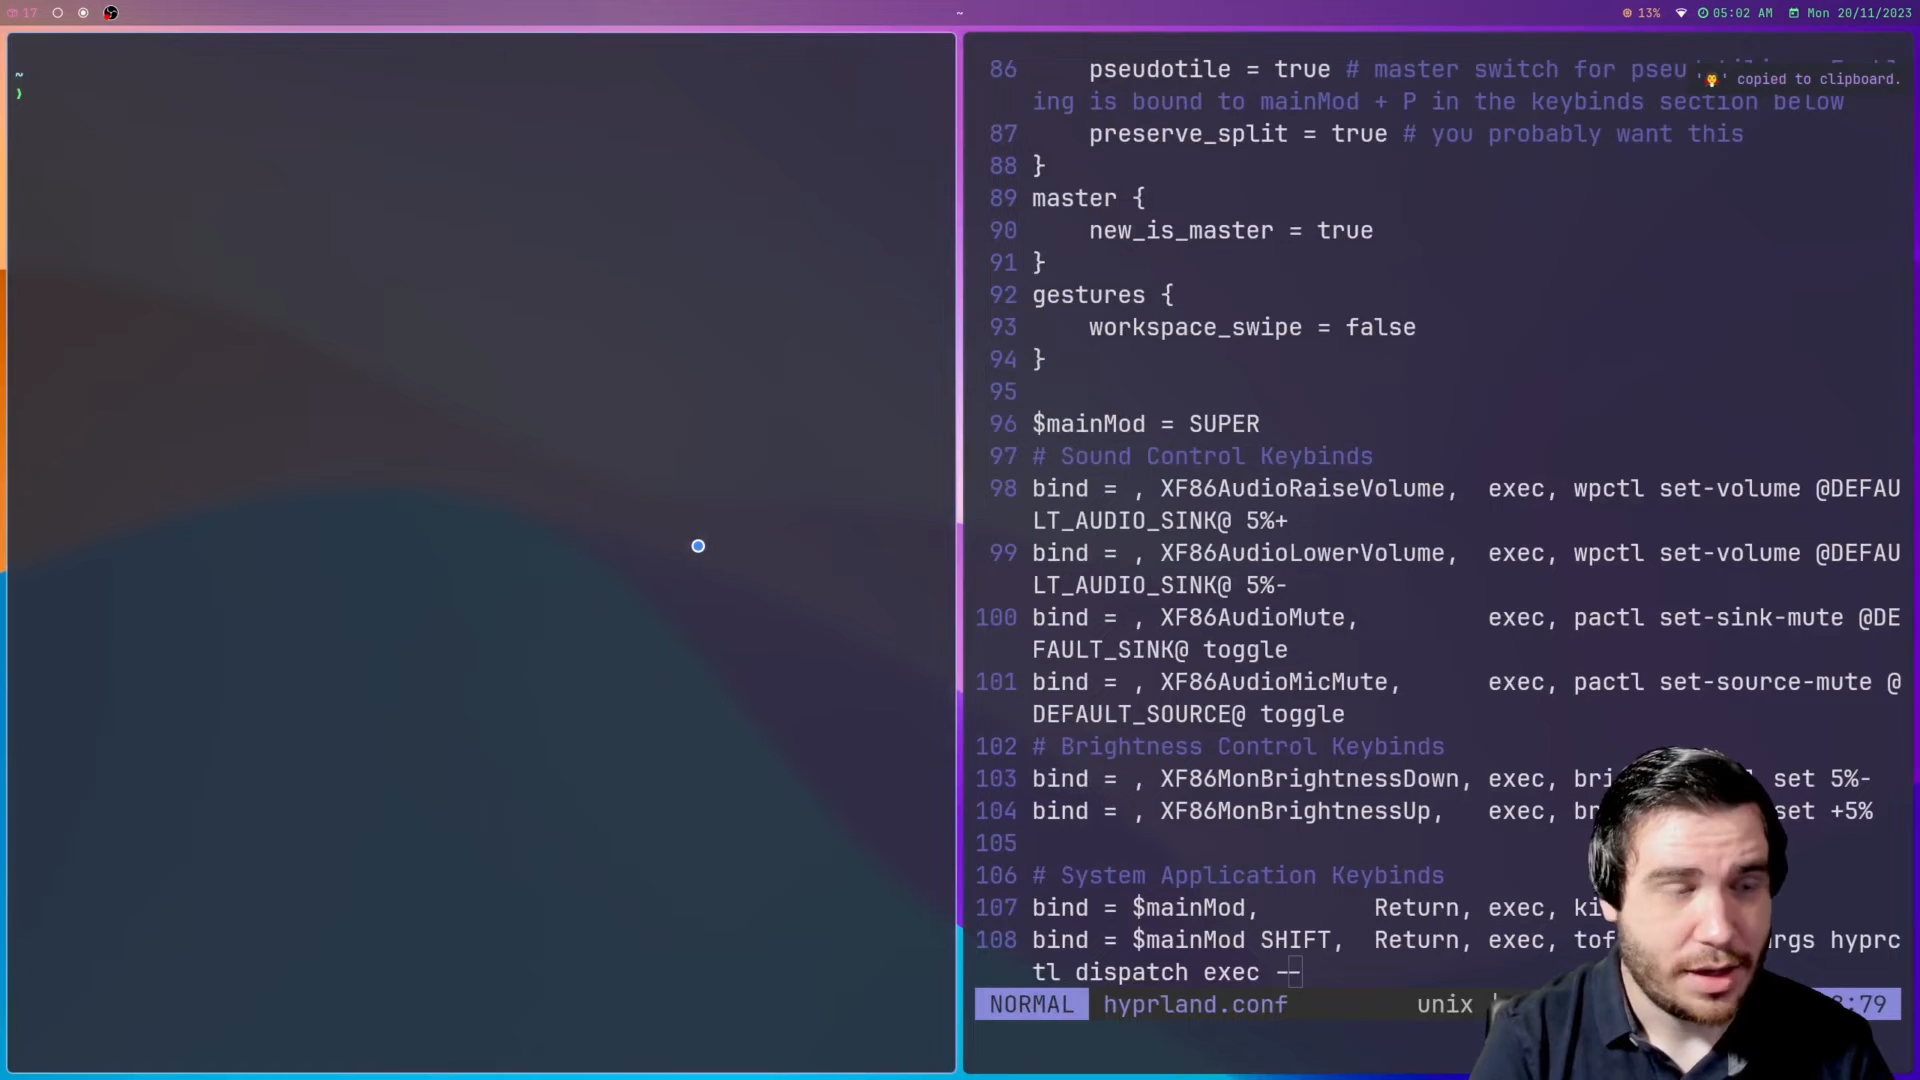 17
~
13%
05:02 AM
Mon 20/11/2023
~
❯
86 pseudotile = true # master switch for
ing is bound to mainMod + P in the keybinds section below
' ' copied to clipboard.
87 preserve_split = true # you probably want this
88 }
89 master {
90 new_is_master = true
91 }
92 gestures {
93 workspace_swipe = false
94 }
95
96 $mainMod = SUPER
97 # Sound Control Keybinds
98 bind = , XF86AudioRaiseVolume, exec, wpctl set-volume @DEFAU
LT_AUDIO_SINK@ 5%+
99 bind = , XF86AudioLowerVolume, exec, wpctl set-volume @DEFAU
LT_AUDIO_SINK@ 5%-
100 bind = , XF86AudioMute, exec, pactl set-sink-mute @DE
FAULT_SINK@ toggle
101 bind = , XF86AudioMicMute, exec, pactl set-source-mute @
DEFAULT_SOURCE@ toggle
102 # Brightness Control Keybinds
103 bind = , XF86MonBrightnessDown, exec, set 5%-
104 bind = , XF86MonBrightnessUp, exec, set +5%
105
106 # System Application Keybinds
107 bind = $mainMod, Return, exec,
108 bind = $mainMod SHIFT, Return, exec, hyprc
tl dispatch exec --
NORMAL hyprland.conf unix :79